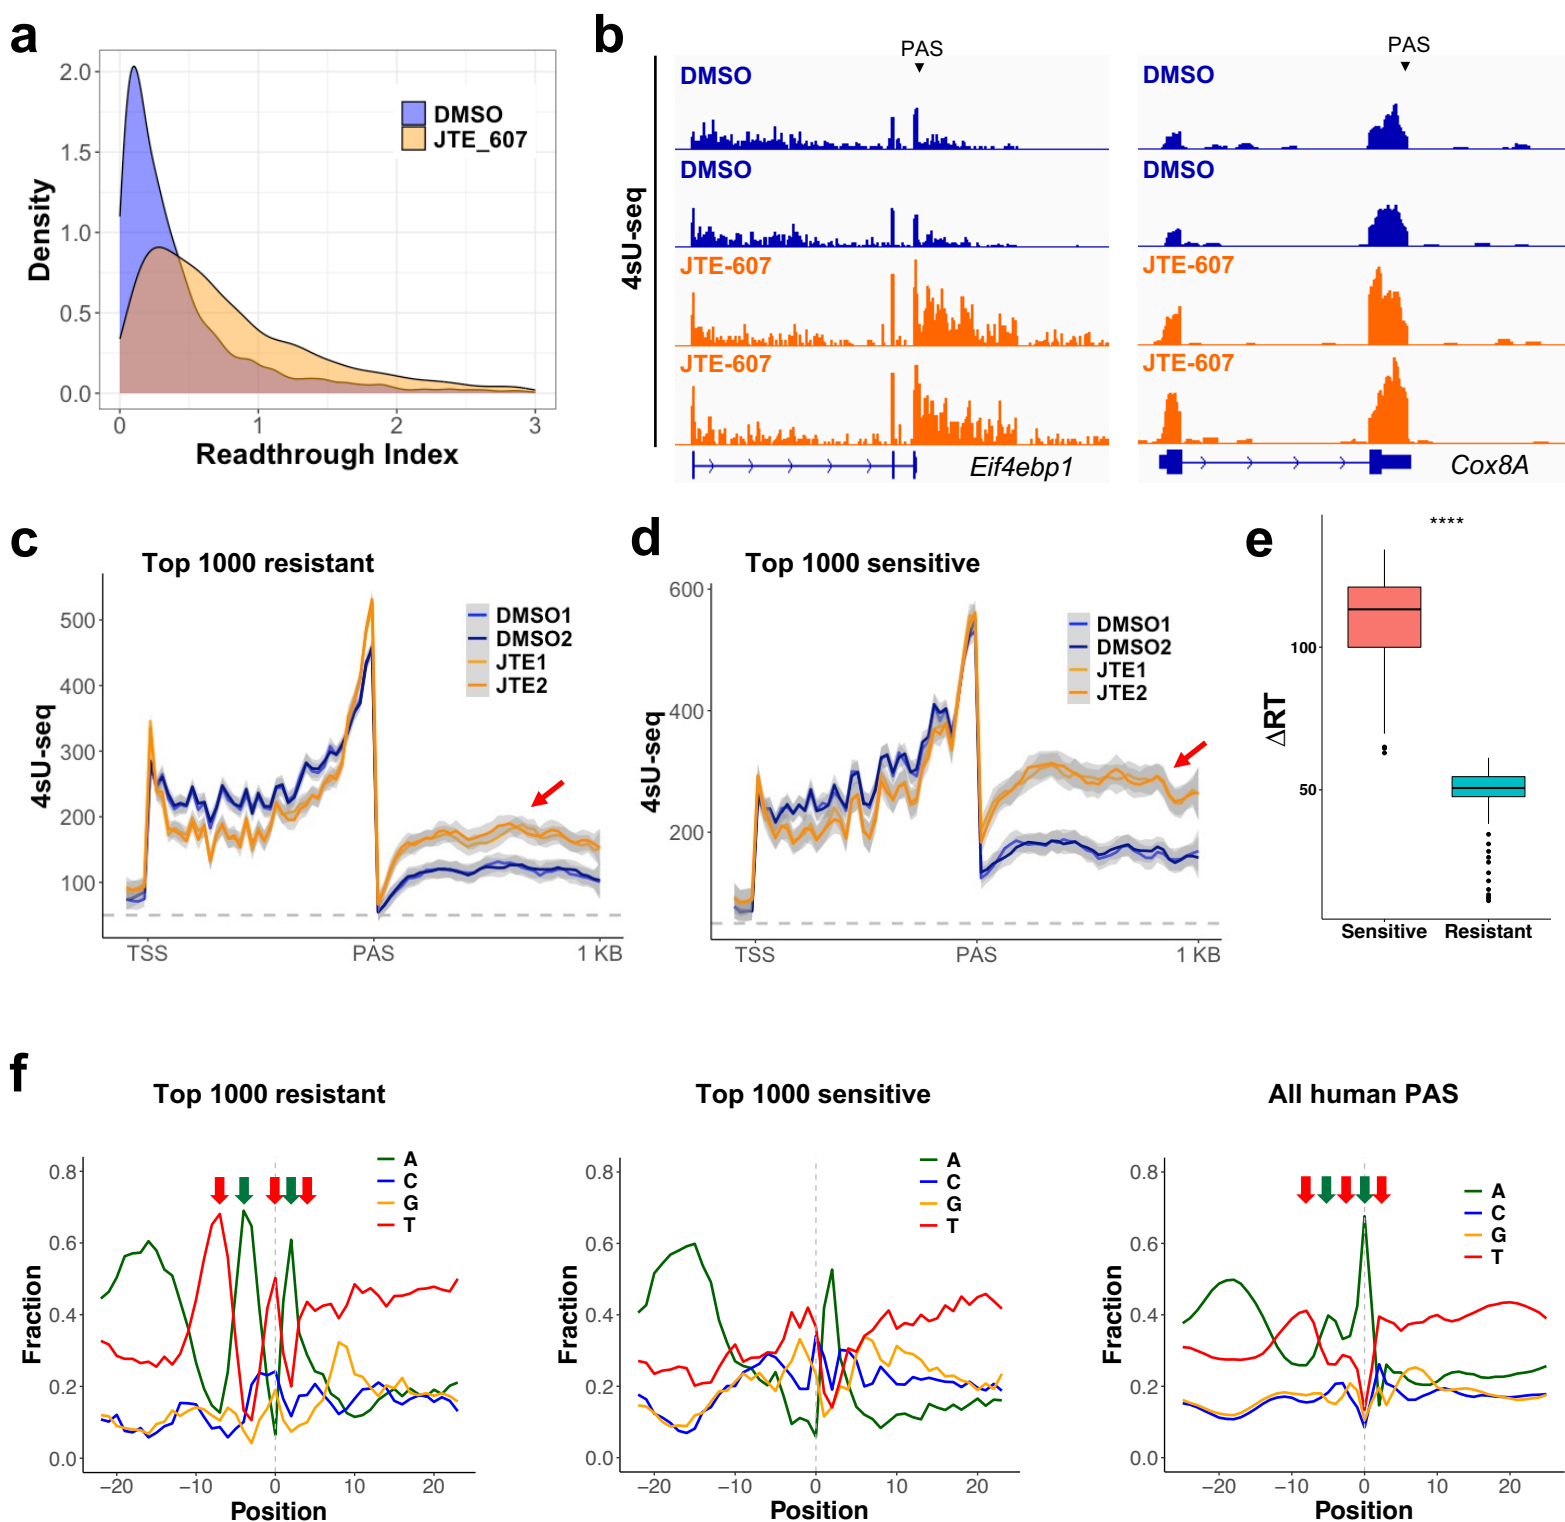 a
2.0
1.5
1.0
0.5
0.0
Density
DMSO
JTE_607
0
1
2
3
Readthrough Index
b
4sU-seq
PAS
DMSO
DMSO
JTE-607
JTE-607
Eif4ebp1
PAS
DMSO
DMSO
JTE-607
JTE-607
Cox8A
c
Top 1000 resistant
4sU-seq
500
400
300
200
100
DMSO1
DMSO2
JTE1
JTE2
TSS
PAS
1 KB
d
Top 1000 sensitive
4sU-seq
600
400
200
DMSO1
DMSO2
JTE1
JTE2
TSS
PAS
1 KB
e
****
ΔRT
100
50
Sensitive
Resistant
f
Top 1000 resistant
Fraction
0.8
0.6
0.4
0.2
0.0
A
C
G
T
−20
−10
0
10
20
Position
Top 1000 sensitive
Fraction
0.8
0.6
0.4
0.2
0.0
A
C
G
T
−20
−10
0
10
20
Position
All human PAS
Fraction
0.8
0.6
0.4
0.2
0.0
A
C
G
T
−20
−10
0
10
20
Position